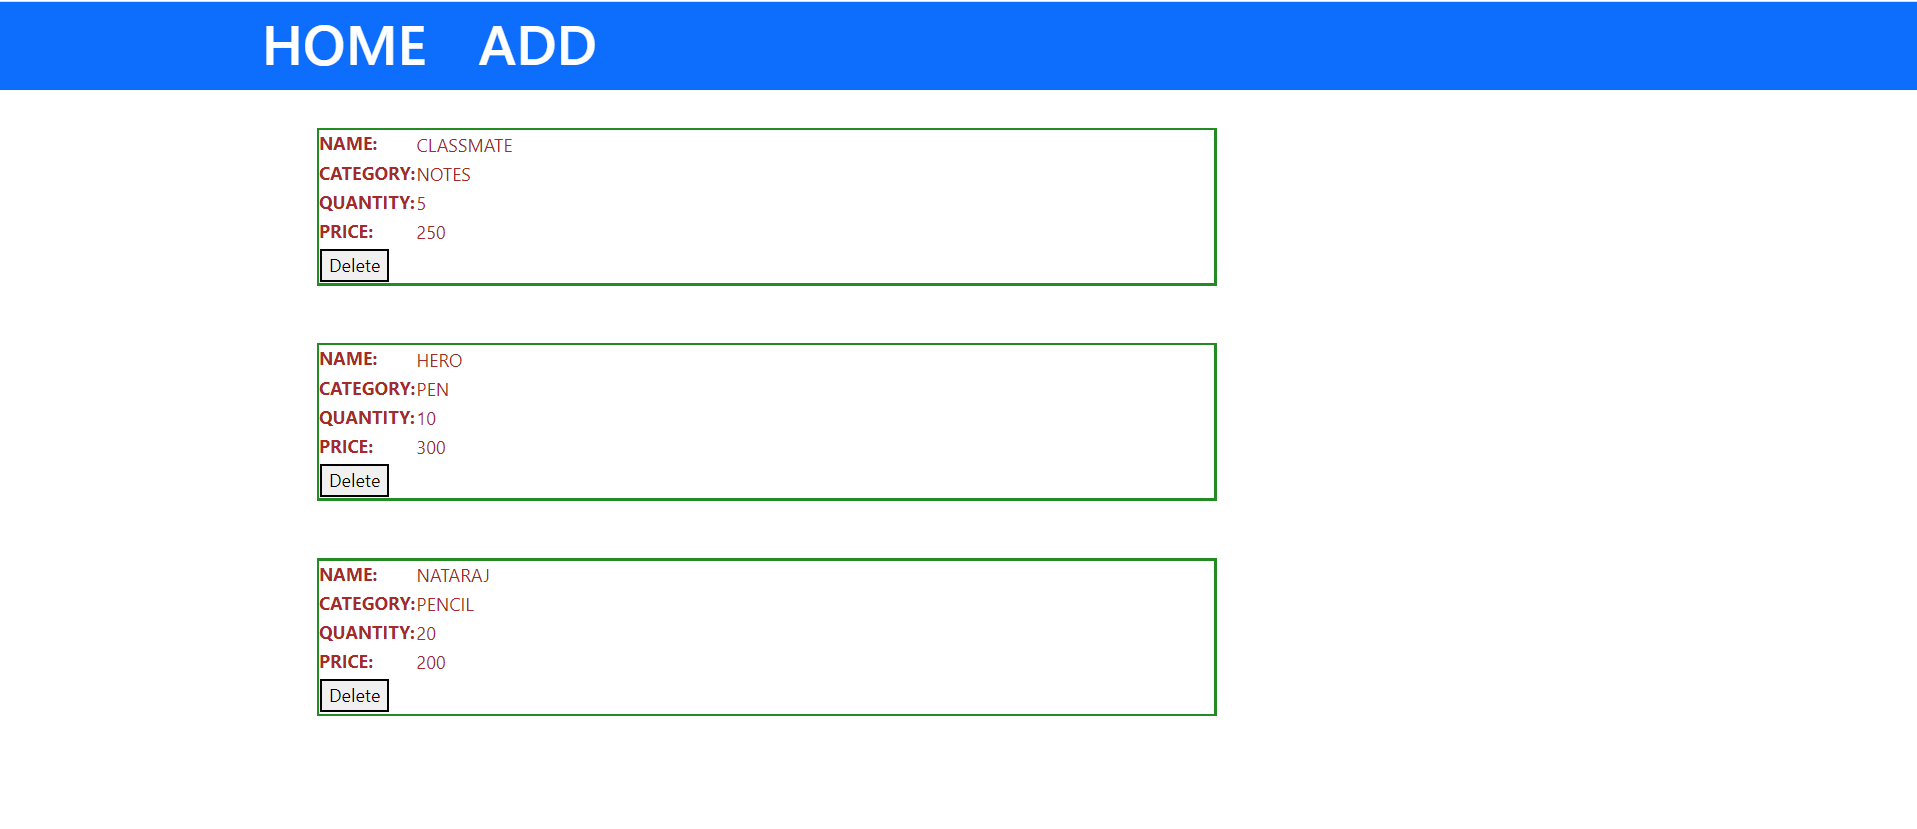 HOME ADD
NAME: CLASSMATE
CATEGORY: NOTES
QUANTITY: 5
PRICE: 250
Delete
NAME: HERO
CATEGORY: PEN
QUANTITY: 10
PRICE: 300
Delete
NAME: NATARAJ
CATEGORY: PENCIL
QUANTITY: 20
PRICE: 200
Delete